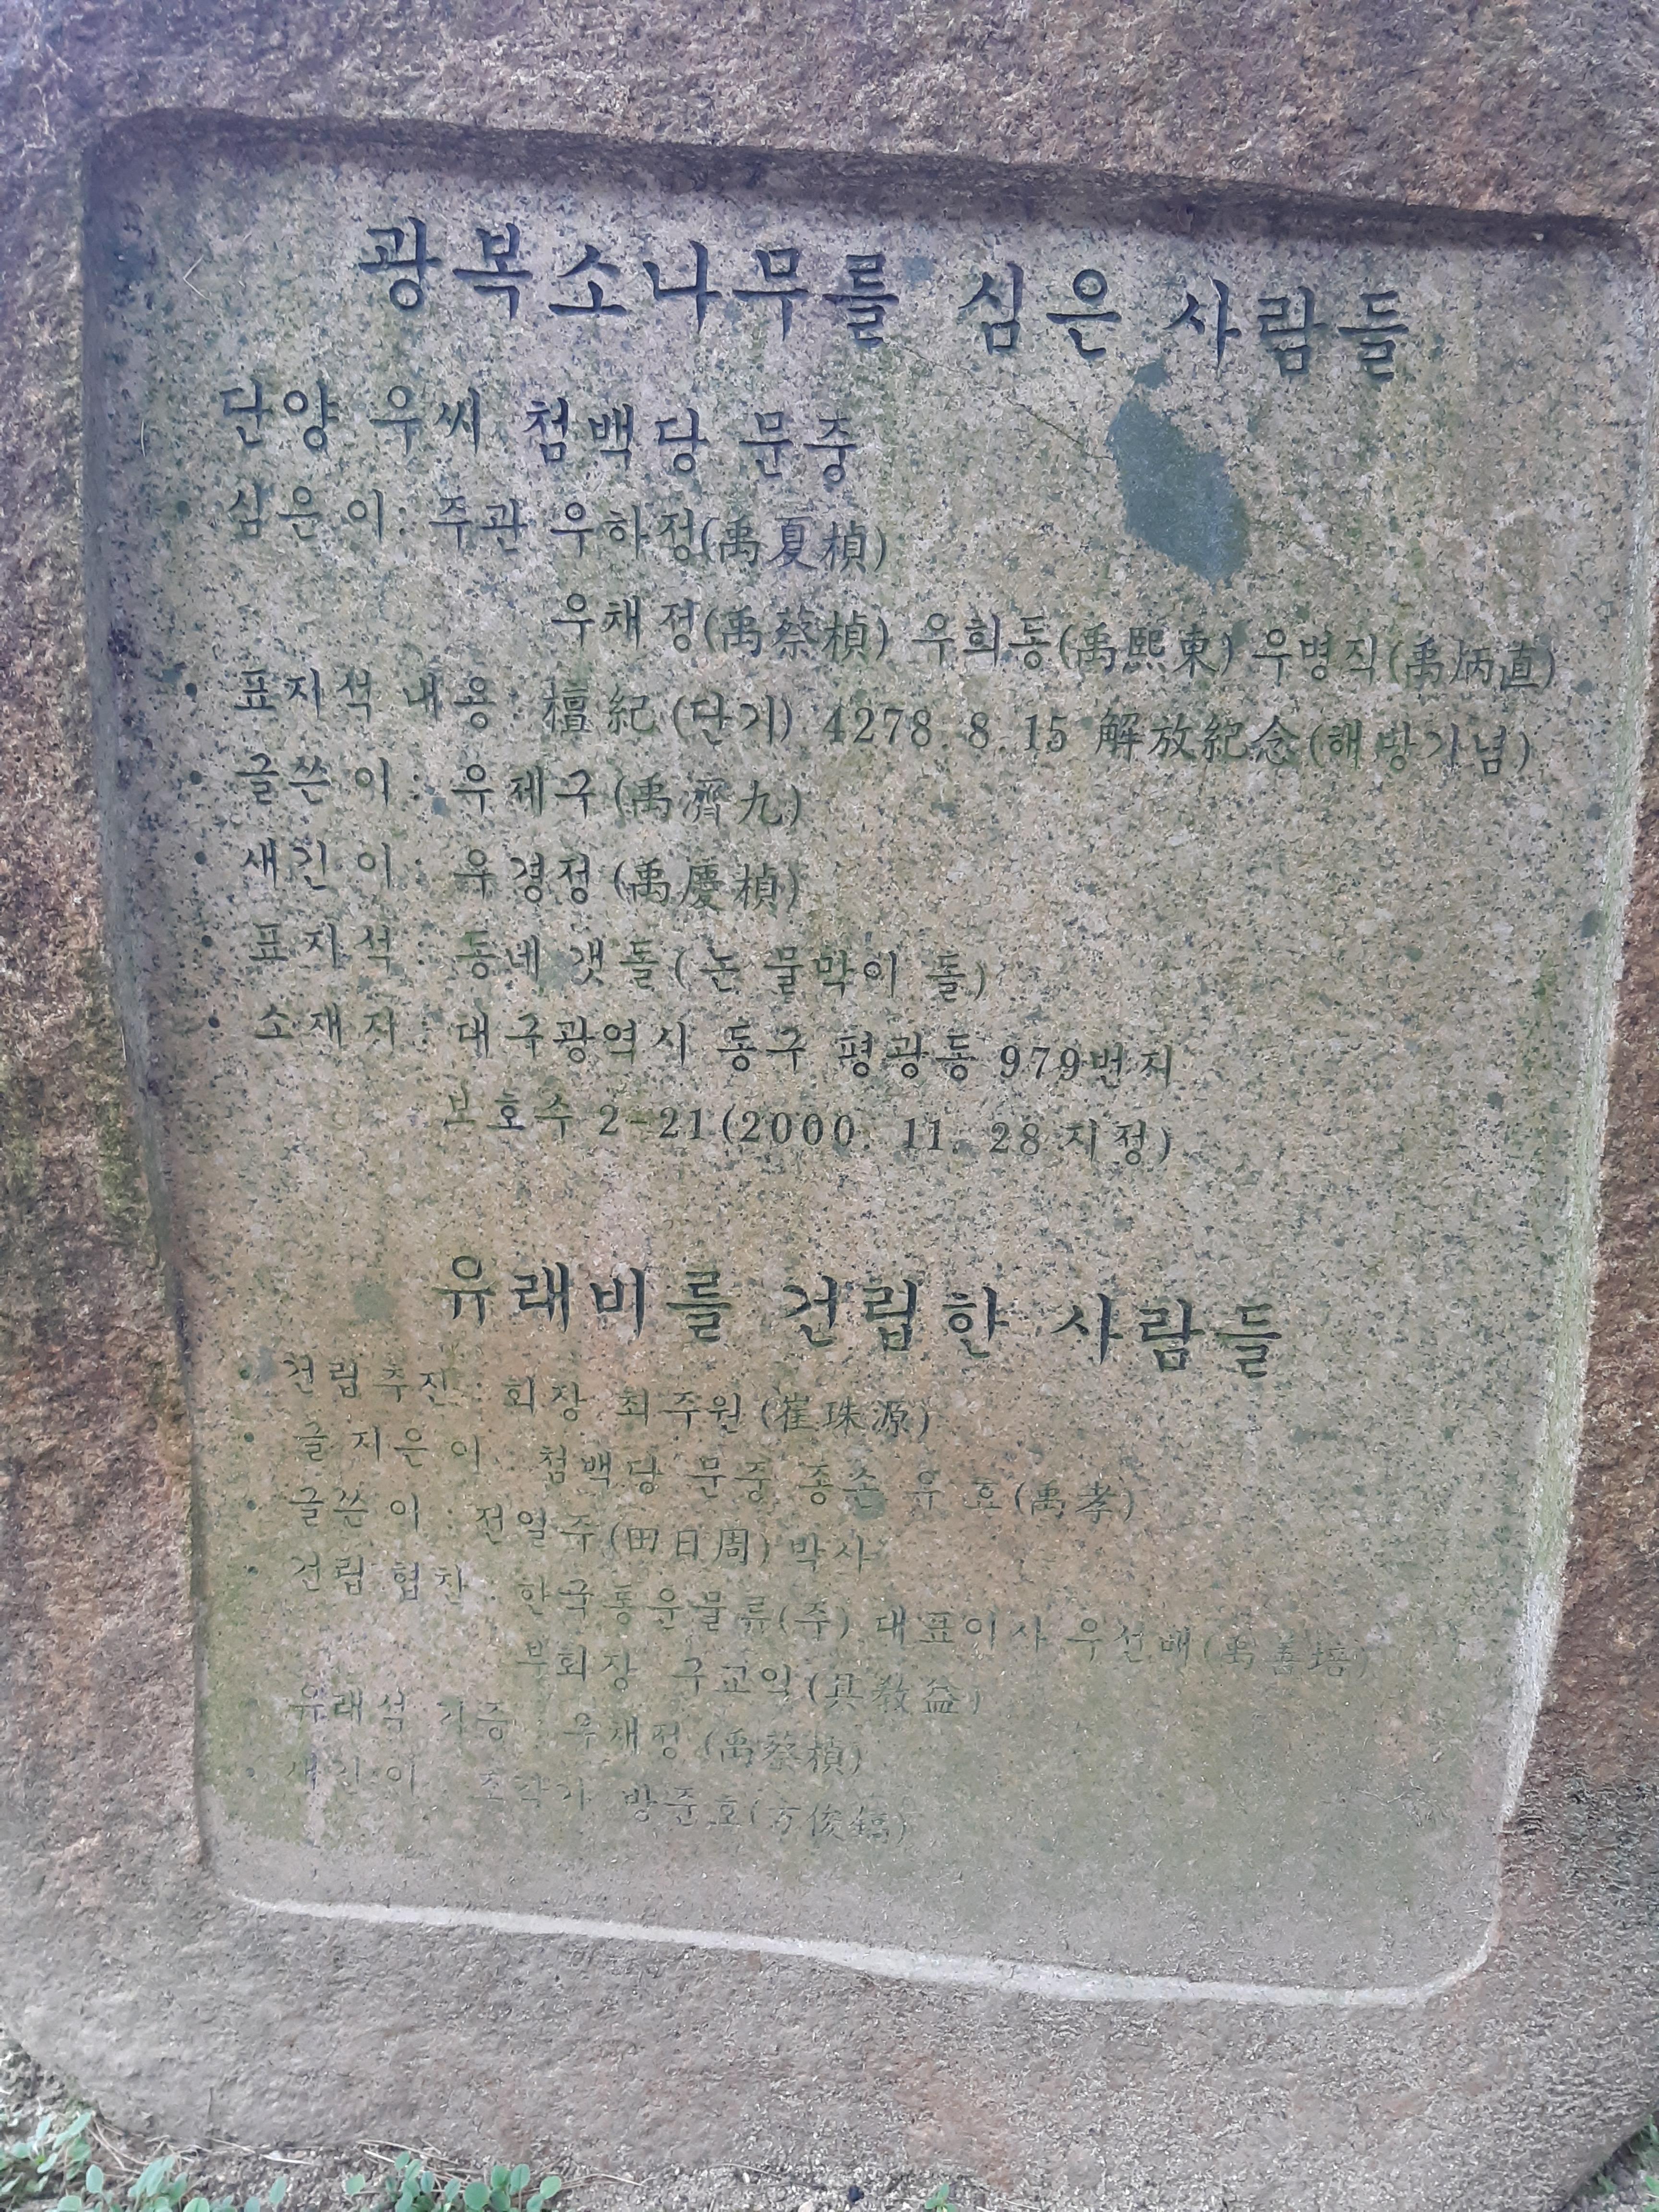 광복소나무를 심은 사람들
단양 우씨 첨백당 문중
• 심은 이 : 주관 우하정(禹夏楨)
우채정(禹蔡楨) 우희동(禹熙東) 우병직(禹炳直)
• 표지석 내용 : 檀紀(단기) 4278. 8. 15 解放紀念(해방기념)
• 글쓴 이 : 우제구(禹濟九)
• 새긴 이 : 우경정(禹慶楨)
• 표지석 : 동네 갯돌(논 물막이 돌)
• 소재지 : 대구광역시 동구 평광동 979번지
보호수 2-21(2000. 11. 28 지정)
유래비를 건립한 사람들
• 건립추진 : 회장 최주원(崔珠源)
• 글 지은 이 : 첨백당 문중 종손 우 효(禹孝)
• 글쓴 이 : 전일주(田日周) 박사
• 건립 협찬 : 한국통운물류(주) 대표이사 우선배(禹善培)
부회장 구교익(具敎益)
유래석 기증 : 우채정(禹蔡楨)
• 새긴 이 : 조각가 방준호(方俊鎬)